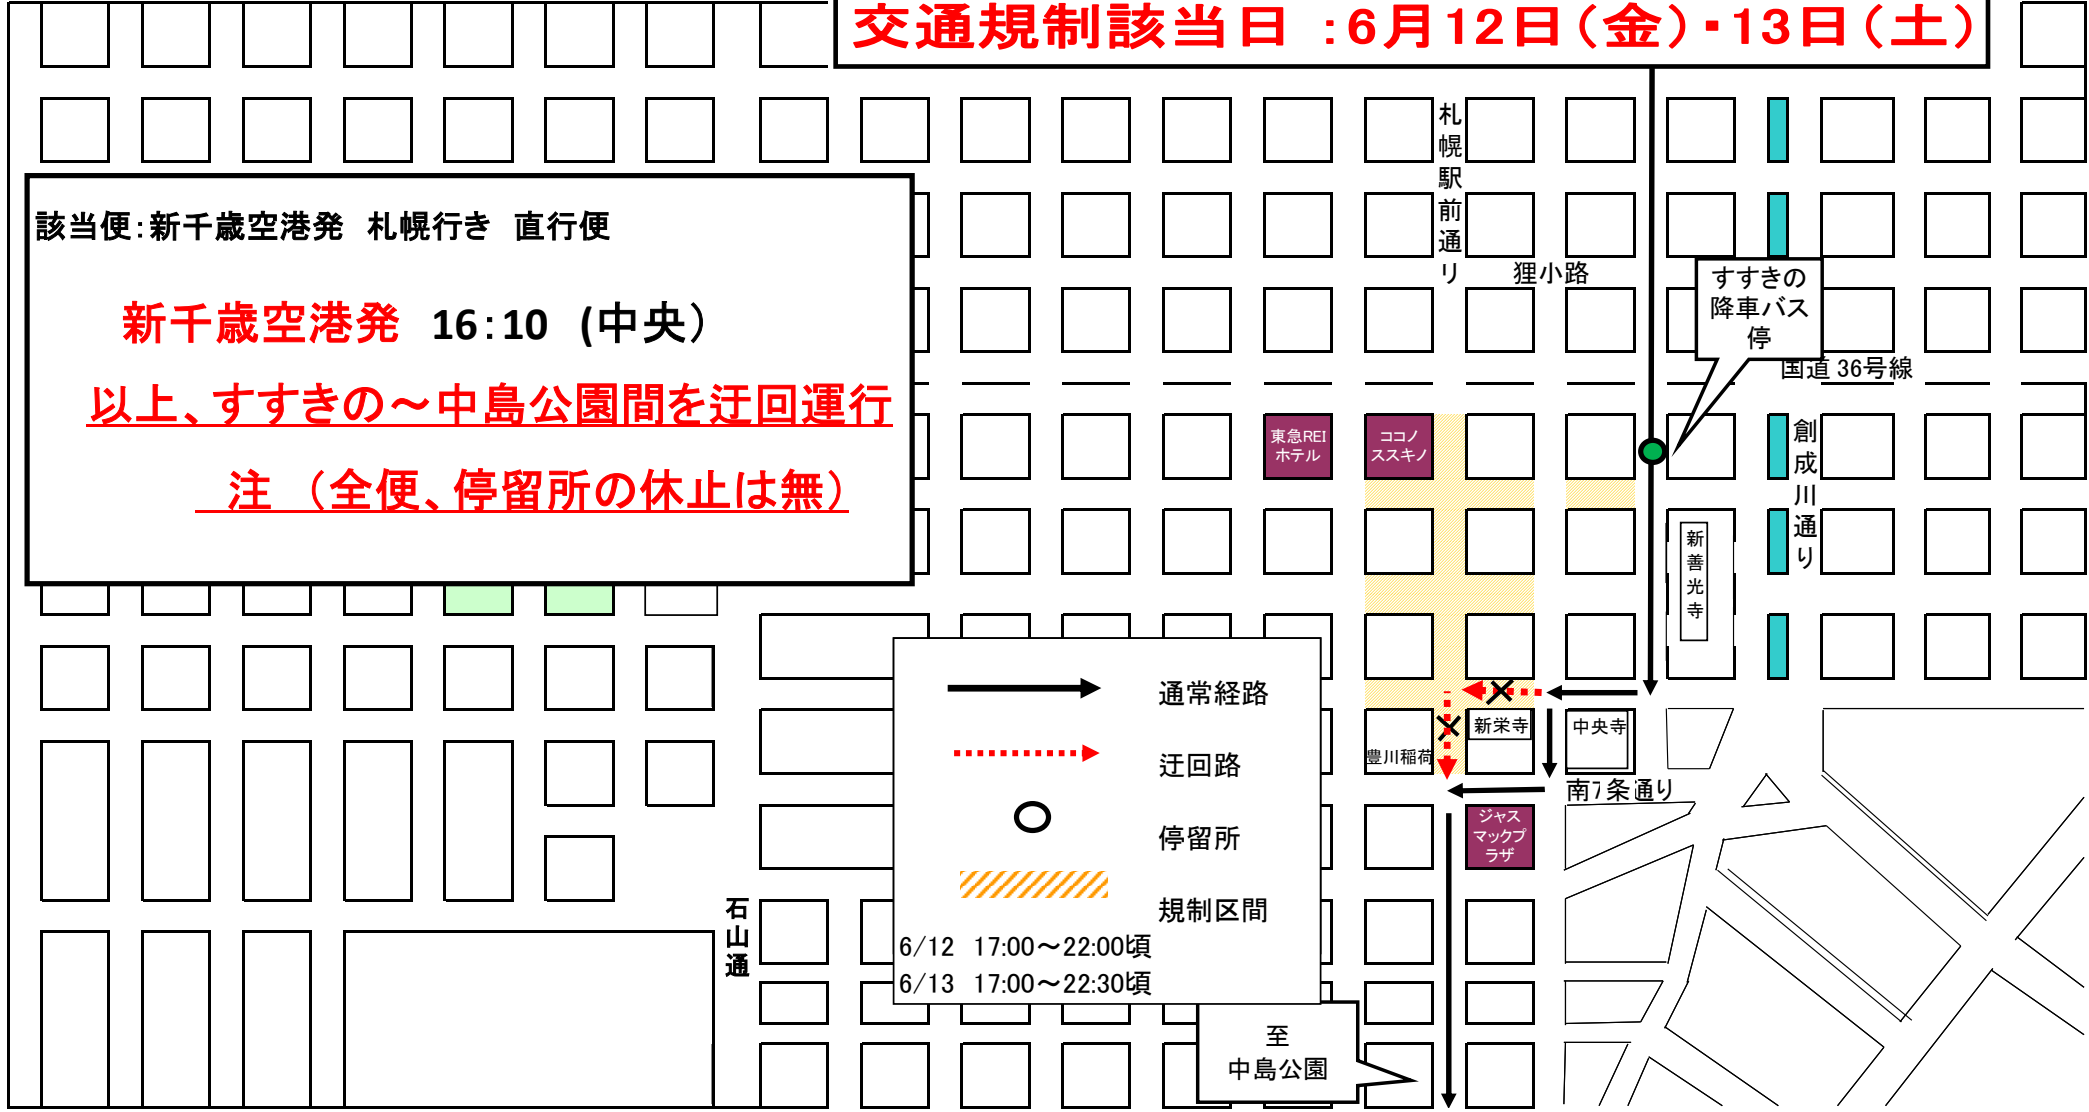 交通規制該当日 :6月12日(金)・13日(土)
該当便:新千歳空港発 札幌行き 直行便
新千歳空港発 16:10 (中央)
以上、すすきの～中島公園間を迂回運行
注 (全便、停留所の休止は無)
札幌駅前通り
狸小路
すすきの
降車バス
停
国道36号線
東急REI
ホテル
ココノ
ススキノ
創成川通り
新善光寺
通常経路
迂回路
停留所
規制区間
6/12 17:00～22:00頃
6/13 17:00～22:30頃
新栄寺
中央寺
豊川稲荷
南7条通り
ジャス
マックプ
ラザ
石山通
至
中島公園